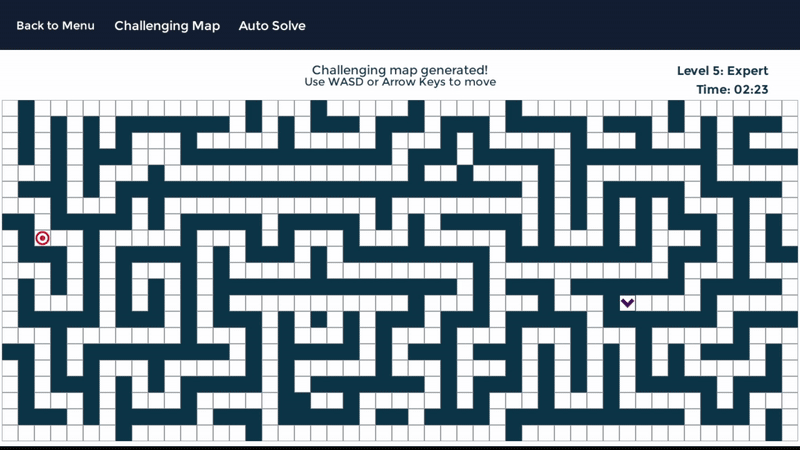 Back to Menu Challenging Map Auto Solve
Challenging map generated!
Use WASD or Arrow Keys to move
Level 5: Expert
Time: 02:23